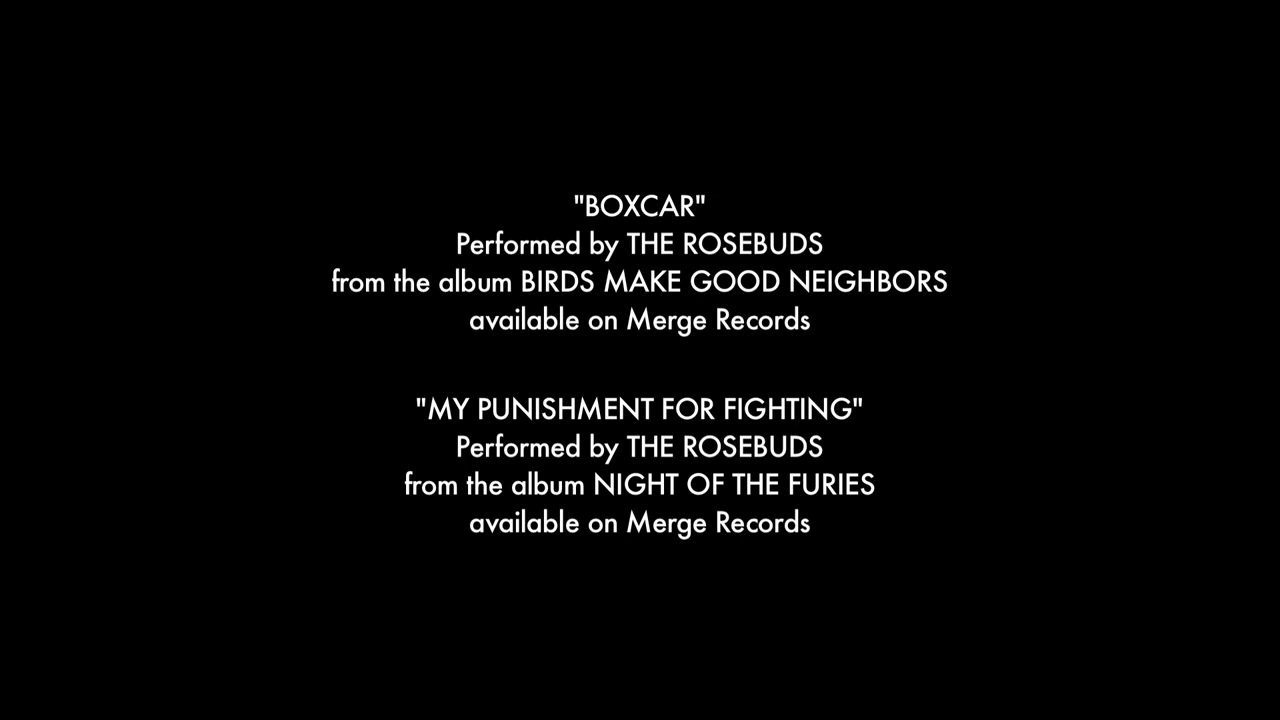 "BOXCAR"
Performed by THE ROSEBUDS
from the album BIRDS MAKE GOOD NEIGHBORS
available on Merge Records
"MY PUNISHMENT FOR FIGHTING"
Performed by THE ROSEBUDS
from the album NIGHT OF THE FURIES
available on Merge Records